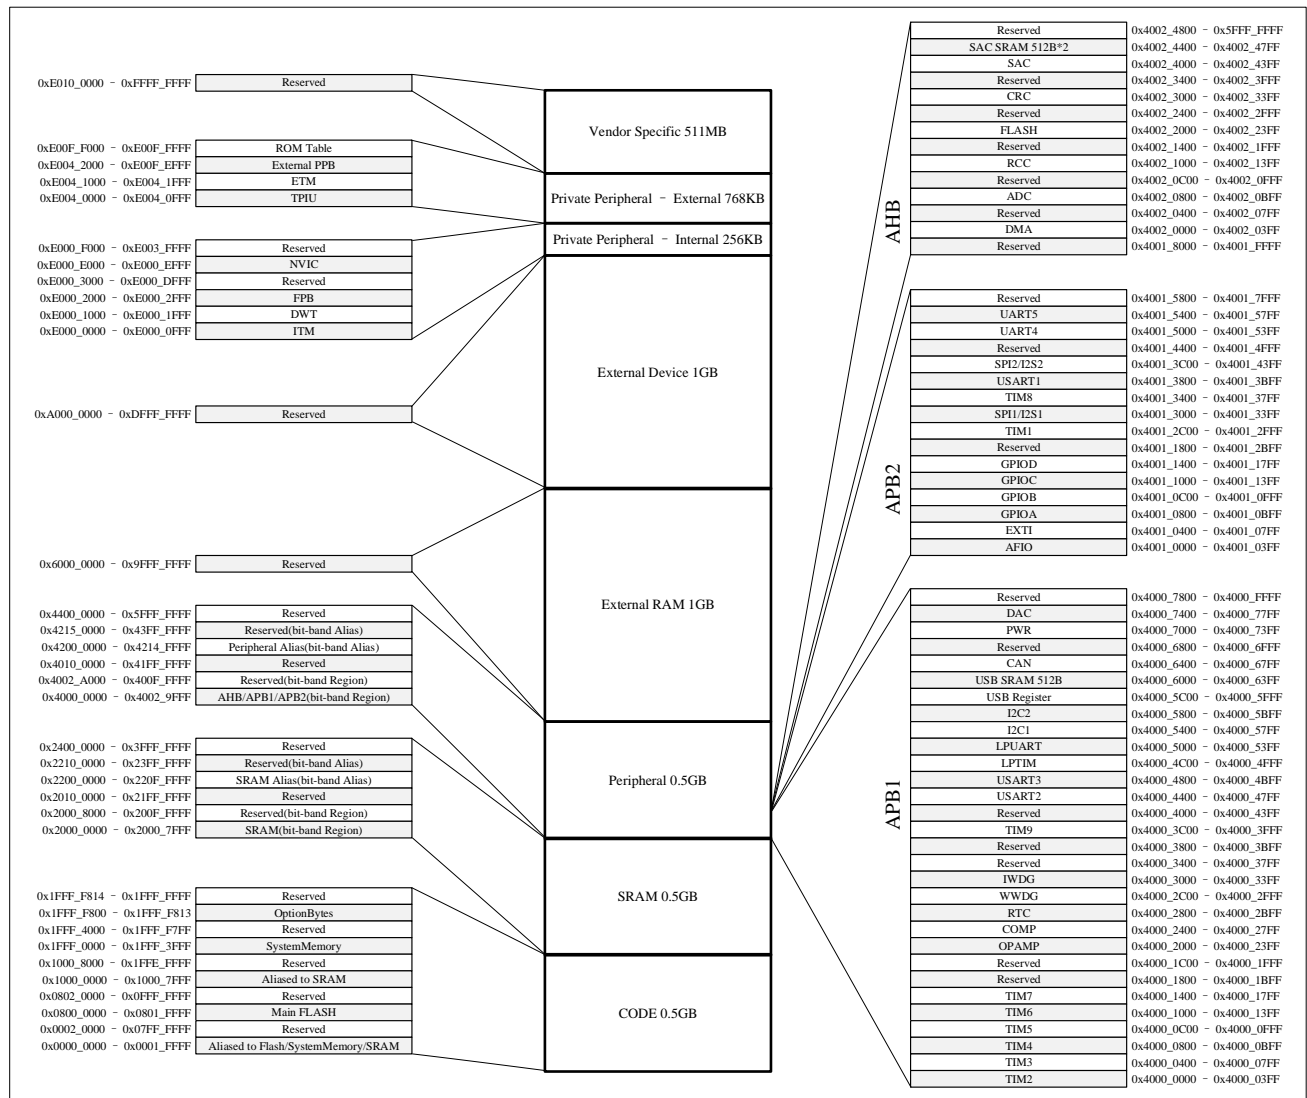 0xE010_0000 - 0xFFFF_FFFF Reserved
0xE00F_F000 - 0xE00F_FFFF ROM Table
0xE004_2000 - 0xE00F_EFFF External PPB
0xE004_1000 - 0xE004_1FFF ETM
0xE004_0000 - 0xE004_0FFF TPIU
0xE000_F000 - 0xE003_FFFF Reserved
0xE000_E000 - 0xE000_EFFF NVIC
0xE000_3000 - 0xE000_DFFF Reserved
0xE000_2000 - 0xE000_2FFF FPB
0xE000_1000 - 0xE000_1FFF DWT
0xE000_0000 - 0xE000_0FFF ITM
0xA000_0000 - 0xDFFF_FFFF Reserved
0x6000_0000 - 0x9FFF_FFFF Reserved
0x4400_0000 - 0x5FFF_FFFF Reserved
0x4215_0000 - 0x43FF_FFFF Reserved(bit-band Alias)
0x4200_0000 - 0x4214_FFFF Peripheral Alias(bit-band Alias)
0x4010_0000 - 0x41FF_FFFF Reserved
0x4002_A000 - 0x400F_FFFF Reserved(bit-band Region)
0x4000_0000 - 0x4002_9FFF AHB/APB1/APB2(bit-band Region)
0x2400_0000 - 0x3FFF_FFFF Reserved
0x2210_0000 - 0x23FF_FFFF Reserved(bit-band Alias)
0x2200_0000 - 0x220F_FFFF SRAM Alias(bit-band Alias)
0x2010_0000 - 0x21FF_FFFF Reserved
0x2000_8000 - 0x200F_FFFF Reserved(bit-band Region)
0x2000_0000 - 0x2000_7FFF SRAM(bit-band Region)
0x1FFF_F814 - 0x1FFF_FFFF Reserved
0x1FFF_F800 - 0x1FFF_F813 OptionBytes
0x1FFF_4000 - 0x1FFF_F7FF Reserved
0x1FFF_0000 - 0x1FFF_3FFF SystemMemory
0x1000_8000 - 0x1FFE_FFFF Reserved
0x1000_0000 - 0x1000_7FFF Aliased to SRAM
0x0802_0000 - 0x0FFF_FFFF Reserved
0x0800_0000 - 0x0801_FFFF Main FLASH
0x0002_0000 - 0x07FF_FFFF Reserved
0x0000_0000 - 0x0001_FFFF Aliased to Flash/SystemMemory/SRAM
Vendor Specific 511MB
Private Peripheral - External 768KB
Private Peripheral - Internal 256KB
External Device 1GB
External RAM 1GB
Peripheral 0.5GB
SRAM 0.5GB
CODE 0.5GB
AHB
Reserved 0x4002_4800 - 0x5FFF_FFFF
SAC SRAM 512B*2 0x4002_4400 - 0x4002_47FF
SAC 0x4002_4000 - 0x4002_43FF
Reserved 0x4002_3400 - 0x4002_3FFF
CRC 0x4002_3000 - 0x4002_33FF
Reserved 0x4002_2400 - 0x4002_2FFF
FLASH 0x4002_2000 - 0x4002_23FF
Reserved 0x4002_1400 - 0x4002_1FFF
RCC 0x4002_1000 - 0x4002_13FF
Reserved 0x4002_0C00 - 0x4002_0FFF
ADC 0x4002_0800 - 0x4002_0BFF
Reserved 0x4002_0400 - 0x4002_07FF
DMA 0x4002_0000 - 0x4002_03FF
Reserved 0x4001_8000 - 0x4001_FFFF
APB2
Reserved 0x4001_5800 - 0x4001_7FFF
UART5 0x4001_5400 - 0x4001_57FF
UART4 0x4001_5000 - 0x4001_53FF
Reserved 0x4001_4400 - 0x4001_4FFF
SPI2/I2S2 0x4001_3C00 - 0x4001_43FF
USART1 0x4001_3800 - 0x4001_3BFF
TIM8 0x4001_3400 - 0x4001_37FF
SPI1/I2S1 0x4001_3000 - 0x4001_33FF
TIM1 0x4001_2C00 - 0x4001_2FFF
Reserved 0x4001_1800 - 0x4001_2BFF
GPIOD 0x4001_1400 - 0x4001_17FF
GPIOC 0x4001_1000 - 0x4001_13FF
GPIOB 0x4001_0C00 - 0x4001_0FFF
GPIOA 0x4001_0800 - 0x4001_0BFF
EXTI 0x4001_0400 - 0x4001_07FF
AFIO 0x4001_0000 - 0x4001_03FF
APB1
Reserved 0x4000_7800 - 0x4000_FFFF
DAC 0x4000_7400 - 0x4000_77FF
PWR 0x4000_7000 - 0x4000_73FF
Reserved 0x4000_6800 - 0x4000_6FFF
CAN 0x4000_6400 - 0x4000_67FF
USB SRAM 512B 0x4000_6000 - 0x4000_63FF
USB Register 0x4000_5C00 - 0x4000_5FFF
I2C2 0x4000_5800 - 0x4000_5BFF
I2C1 0x4000_5400 - 0x4000_57FF
LPUART 0x4000_5000 - 0x4000_53FF
LPTIM 0x4000_4C00 - 0x4000_4FFF
USART3 0x4000_4800 - 0x4000_4BFF
USART2 0x4000_4400 - 0x4000_47FF
Reserved 0x4000_4000 - 0x4000_43FF
TIM9 0x4000_3C00 - 0x4000_3FFF
Reserved 0x4000_3800 - 0x4000_3BFF
Reserved 0x4000_3400 - 0x4000_37FF
IWDG 0x4000_3000 - 0x4000_33FF
WWDG 0x4000_2C00 - 0x4000_2FFF
RTC 0x4000_2800 - 0x4000_2BFF
COMP 0x4000_2400 - 0x4000_27FF
OPAMP 0x4000_2000 - 0x4000_23FF
Reserved 0x4000_1C00 - 0x4000_1FFF
Reserved 0x4000_1800 - 0x4000_1BFF
TIM7 0x4000_1400 - 0x4000_17FF
TIM6 0x4000_1000 - 0x4000_13FF
TIM5 0x4000_0C00 - 0x4000_0FFF
TIM4 0x4000_0800 - 0x4000_0BFF
TIM3 0x4000_0400 - 0x4000_07FF
TIM2 0x4000_0000 - 0x4000_03FF